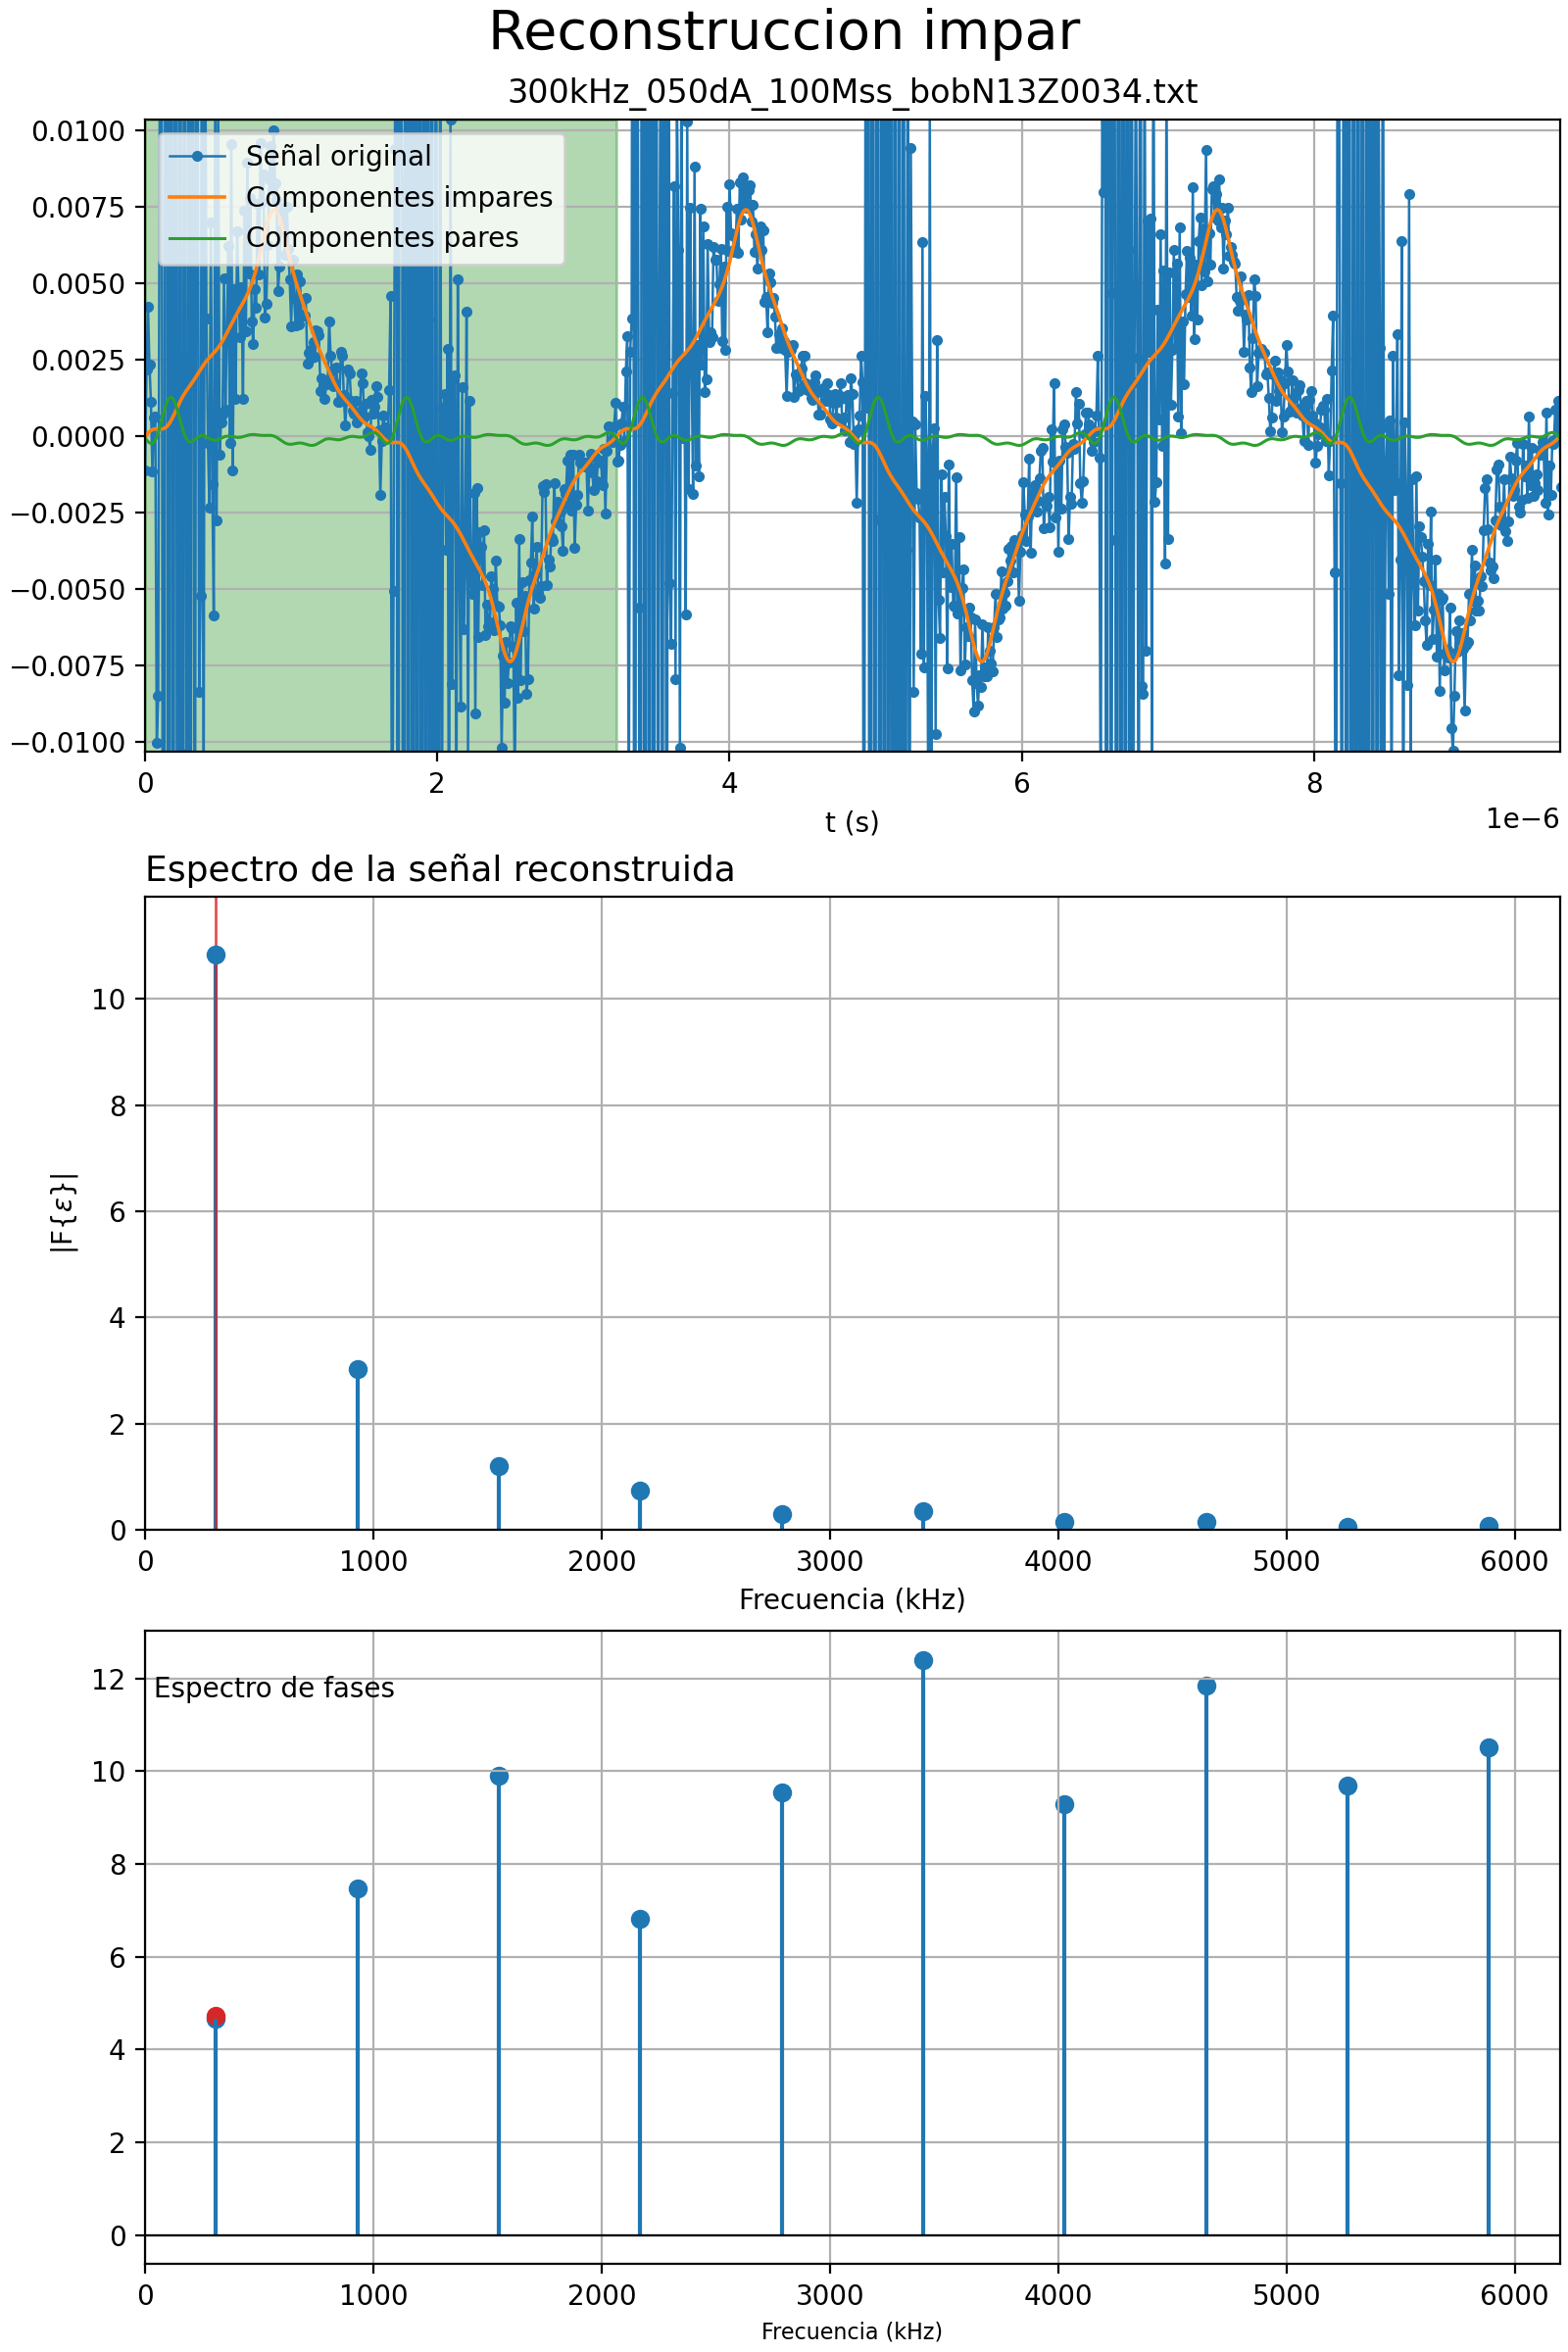 Reconstruccion impar
300kHz_050dA_100Mss_bobN13Z0034.txt
0.0100
0.0075
0.0050
0.0025
0.0000
−0.0025
−0.0050
−0.0075
−0.0100
Señal original
Componentes impares
Componentes pares
0 2 4 6 8
t (s)
1e−6
Espectro de la señal reconstruida
10
8
6
4
2
0
|F{ε}|
0 1000 2000 3000 4000 5000 6000
Frecuencia (kHz)
12
10
8
6
4
2
0
Espectro de fases
0 1000 2000 3000 4000 5000 6000
Frecuencia (kHz)